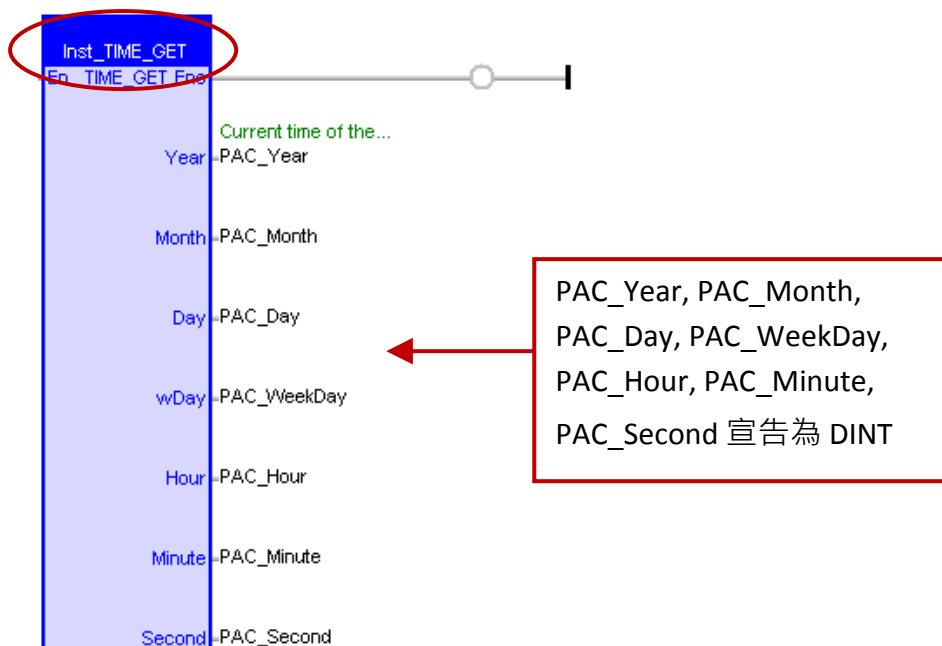 Inst_TIME_GET
En TIME_GET Eno
Current time of the...
Year PAC_Year
Month PAC_Month
Day PAC_Day
wDay PAC_WeekDay
Hour PAC_Hour
Minute PAC_Minute
Second PAC_Second
PAC_Year, PAC_Month,
PAC_Day, PAC_WeekDay,
PAC_Hour, PAC_Minute,
PAC_Second 宣告為 DINT